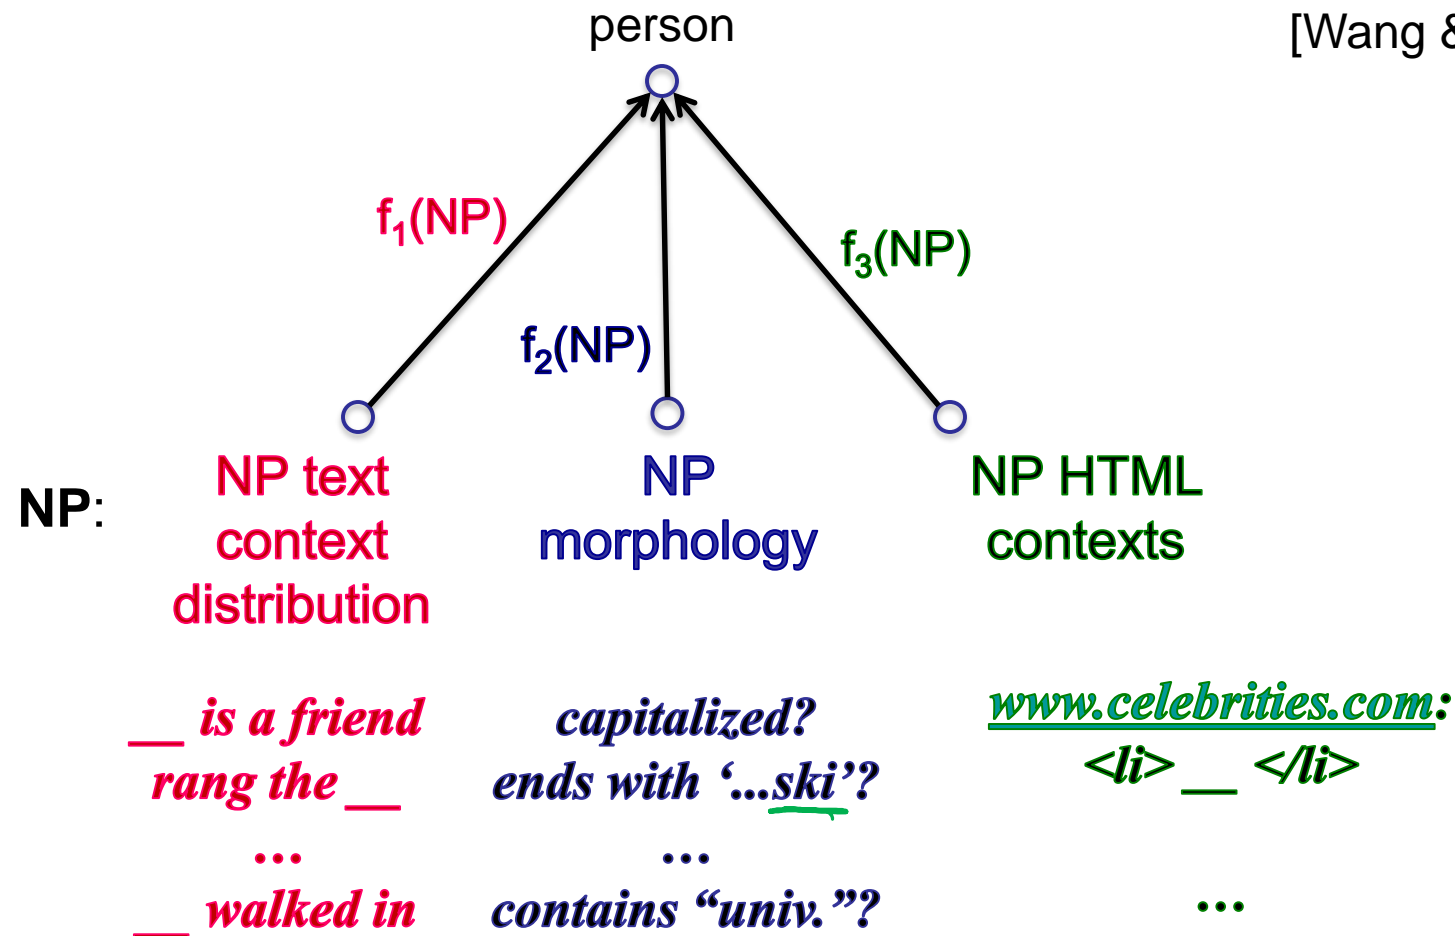 person
[Wang &
f1(NP)
f3(NP)
f2(NP)
NP:
NP text
context
distribution
NP
morphology
NP HTML
contexts
__ is a friend
rang the __
...
__ walked in
capitalized?
ends with ‘...ski’?
...
contains “univ.”?
www.celebrities.com:
<li> __ </li>
...